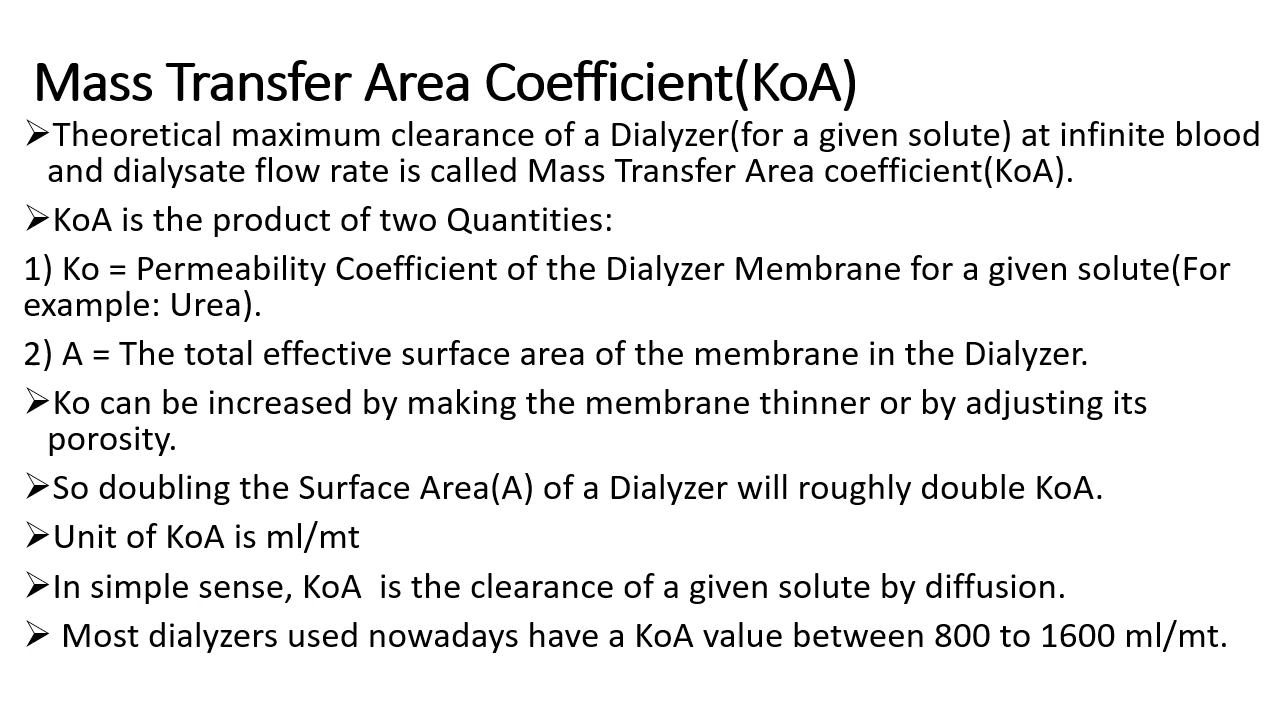 Mass Transfer Area Coefficient(KoA)
➢Theoretical maximum clearance of a Dialyzer(for a given solute) at infinite blood
and dialysate flow rate is called Mass Transfer Area coefficient(KoA).
➢KoA is the product of two Quantities:
1) Ko = Permeability Coefficient of the Dialyzer Membrane for a given solute(For
example: Urea).
2) A = The total effective surface area of the membrane in the Dialyzer.
➢Ko can be increased by making the membrane thinner or by adjusting its
porosity.
➢So doubling the Surface Area(A) of a Dialyzer will roughly double KoA.
➢Unit of KoA is ml/mt
➢In simple sense, KoA  is the clearance of a given solute by diffusion.
➢ Most dialyzers used nowadays have a KoA value between 800 to 1600 ml/mt.